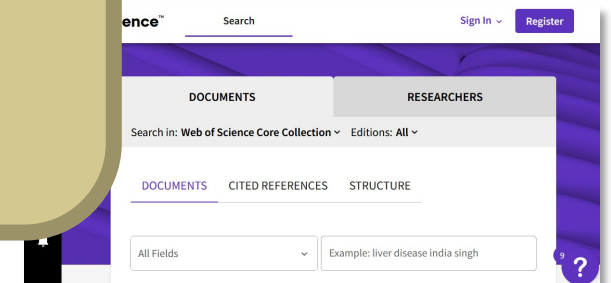 ence™ Search Sign In Register
DOCUMENTS RESEARCHERS
Search in: Web of Science Core Collection Editions: All
DOCUMENTS CITED REFERENCES STRUCTURE
All Fields Example: liver disease india singh
9 ?